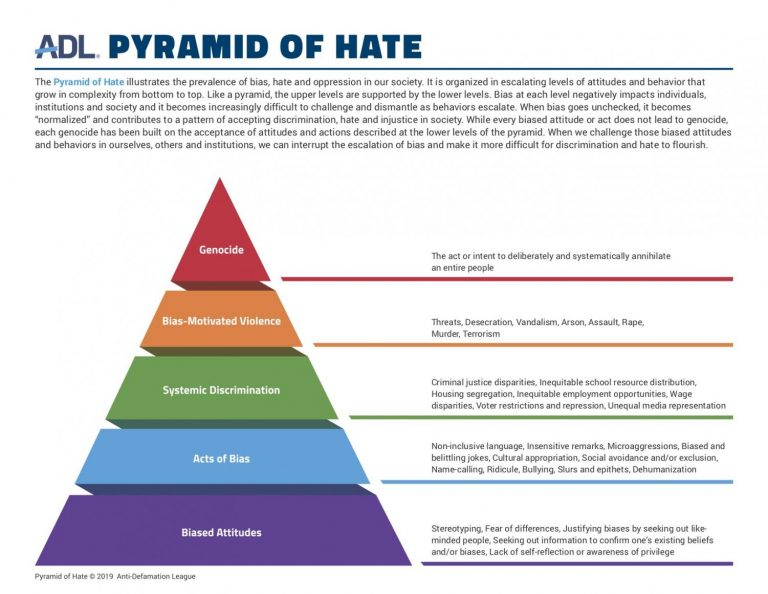 ADL® PYRAMID OF HATE
The Pyramid of Hate illustrates the prevalence of bias, hate and oppression in our society. It is organized in escalating levels of attitudes and behavior that
grow in complexity from bottom to top. Like a pyramid, the upper levels are supported by the lower levels. Bias at each level negatively impacts individuals,
institutions and society and it becomes increasingly difficult to challenge and dismantle as behaviors escalate. When bias goes unchecked, it becomes
“normalized” and contributes to a pattern of accepting discrimination, hate and injustice in society. While every biased attitude or act does not lead to genocide,
each genocide has been built on the acceptance of attitudes and actions described at the lower levels of the pyramid. When we challenge those biased attitudes
and behaviors in ourselves, others and institutions, we can interrupt the escalation of bias and make it more difficult for discrimination and hate to flourish.
Genocide
The act or intent to deliberately and systematically annihilate
an entire people
Bias-Motivated Violence
Threats, Desecration, Vandalism, Arson, Assault, Rape,
Murder, Terrorism
Systemic Discrimination
Criminal justice disparities, Inequitable school resource distribution,
Housing segregation, Inequitable employment opportunities, Wage
disparities, Voter restrictions and repression, Unequal media representation
Acts of Bias
Non-inclusive language, Insensitive remarks, Microaggressions, Biased and
belittling jokes, Cultural appropriation, Social avoidance and/or exclusion,
Name-calling, Ridicule, Bullying, Slurs and epithets, Dehumanization
Biased Attitudes
Stereotyping, Fear of differences, Justifying biases by seeking out like-
minded people, Seeking out information to confirm one's existing beliefs
and/or biases, Lack of self-reflection or awareness of privilege
Pyramid of Hate © 2019 Anti-Defamation League